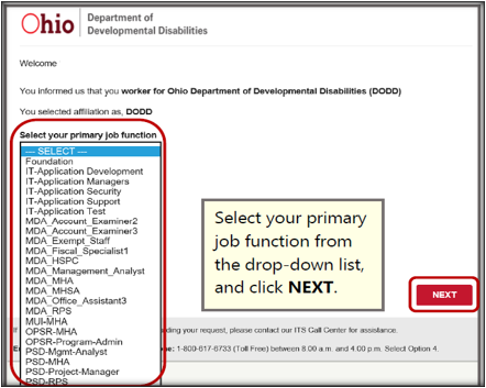 Ohio
Department of
Developmental Disabilities
Welcome
You informed us that you worker for Ohio Department of Developmental Disabilities (DODD)
You selected affiliation as, DODD
Select your primary job function
--- SELECT ---
Foundation
IT-Application Development
IT-Application Managers
IT-Application Security
IT-Application Support
IT-Application Test
MDA_Account_Examiner2
MDA_Account_Examiner3
MDA_Exempt_Staff
MDA_Fiscal_Specialist1
MDA_HSPC
MDA_Management_Analyst
MDA_MHA
MDA_MHSA
MDA_Office_Assistant3
MDA_RPS
MUI-MHA
OPSR-MHA
OPSR-Program-Admin
PSD-Mgmt-Analyst
PSD-MHA
PSD-Project-Manager
PSD-RPS
Select your primary
job function from
the drop-down list,
and click NEXT.
NEXT
ding your request, please contact our ITS Call Center for assistance.
1-800-617-6733 (Toll Free) between 8.00 a.m. and 4:00 p.m. Select Option 4.